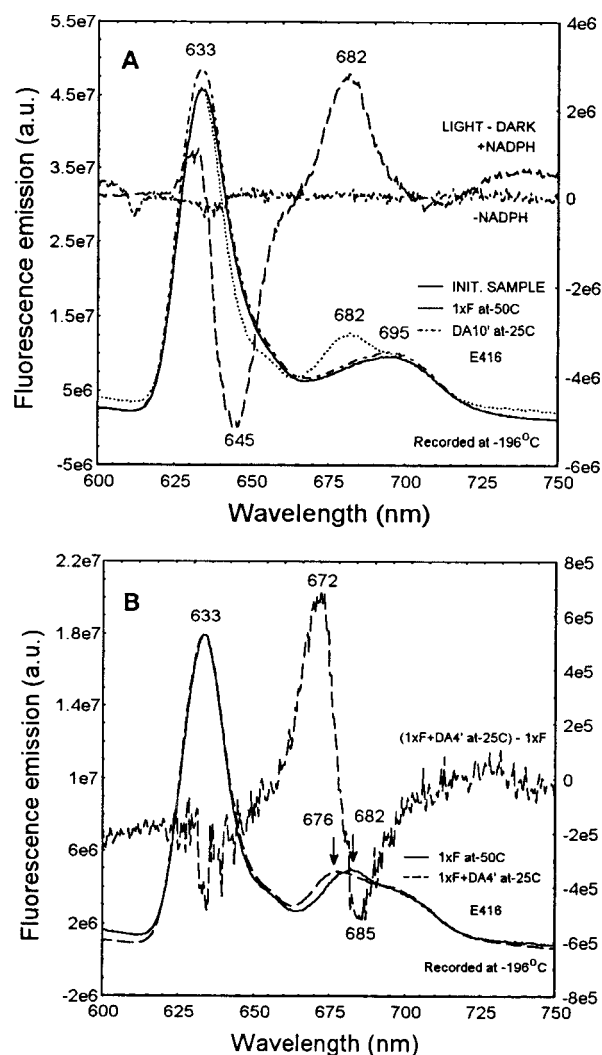 A
5.5e7
4.5e7
3.5e7
2.5e7
1.5e7
5e6
-5e6
Fluorescence emission (a.u.)
633
682
LIGHT - DARK
+NADPH
-NADPH
INIT. SAMPLE
1xF at-50C
DA10' at-25C
E416
682
695
645
Recorded at -196°C
4e6
2e6
0
-2e6
-4e6
-6e6
600
625
650
675
700
725
750
Wavelength (nm)
B
2.2e7
1.8e7
1.4e7
1e7
6e6
2e6
-2e6
Fluorescence emission (a.u.)
633
672
(1xF+DA4' at-25C) - 1xF
676
682
1xF at-50C
1xF+DA4' at-25C
E416
685
Recorded at -196°C
8e5
6e5
4e5
2e5
0
-2e5
-4e5
-6e5
-8e5
600
625
650
675
700
725
750
Wavelength (nm)